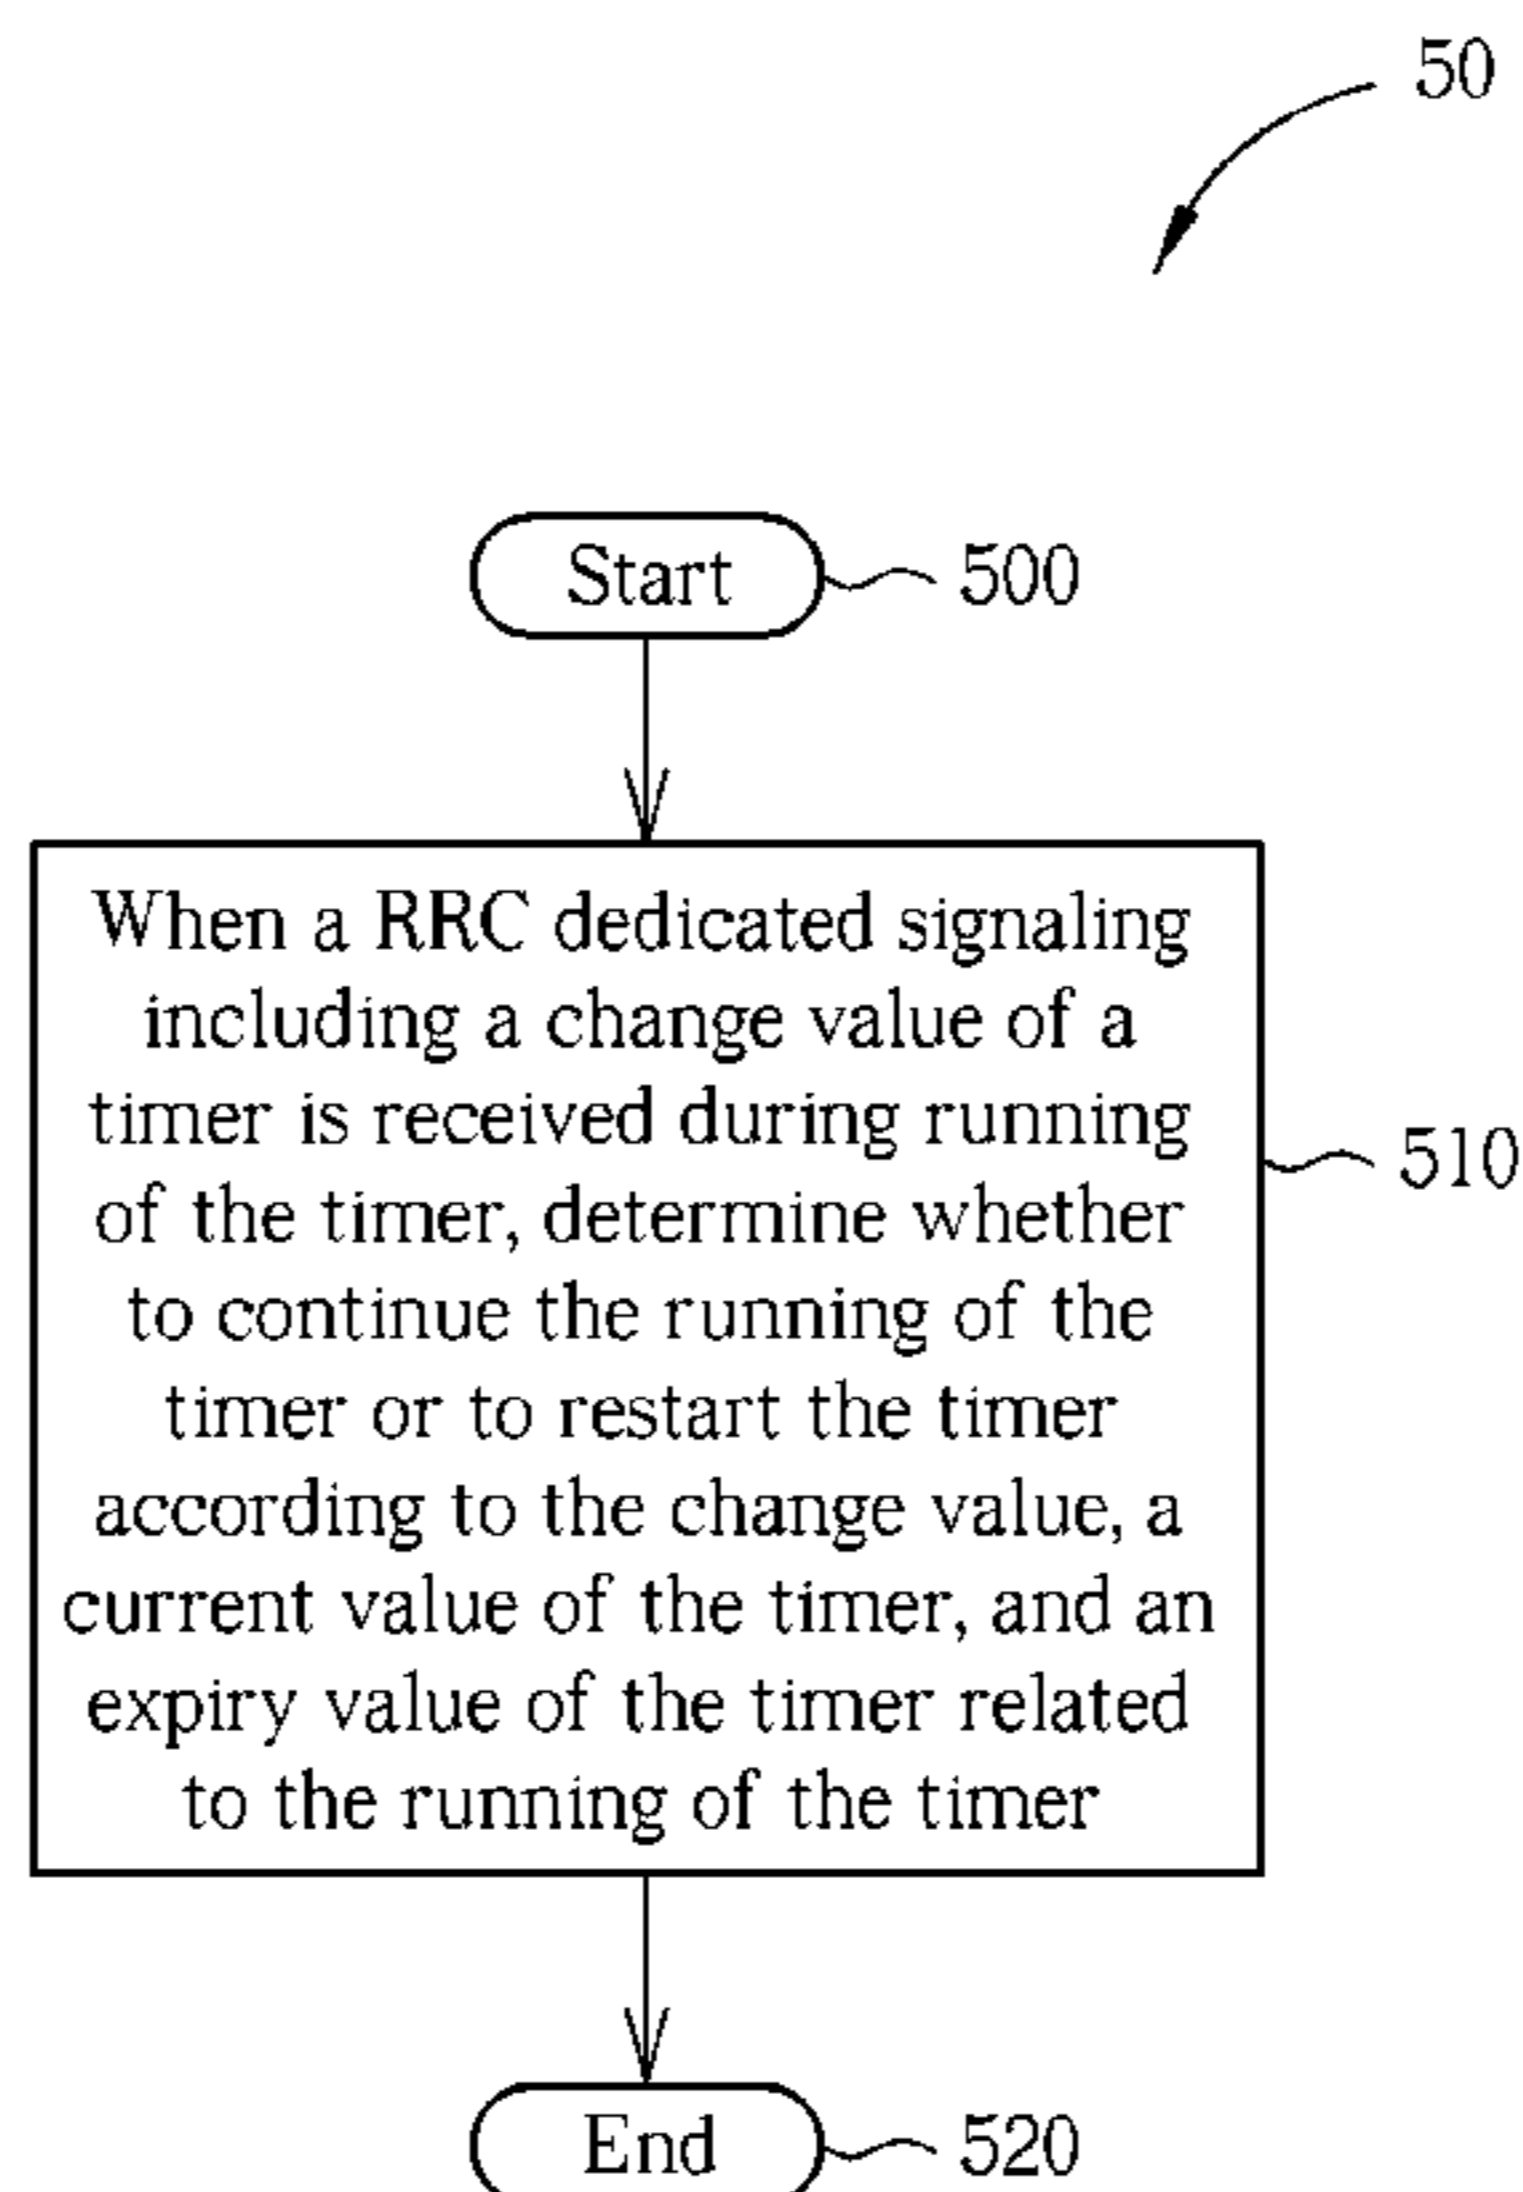 50
Start
500
When a RRC dedicated signaling
including a change value of a
timer is received during running
of the timer, determine whether
to continue the running of the
timer or to restart the timer
according to the change value, a
current value of the timer, and an
expiry value of the timer related
to the running of the timer
510
End
520